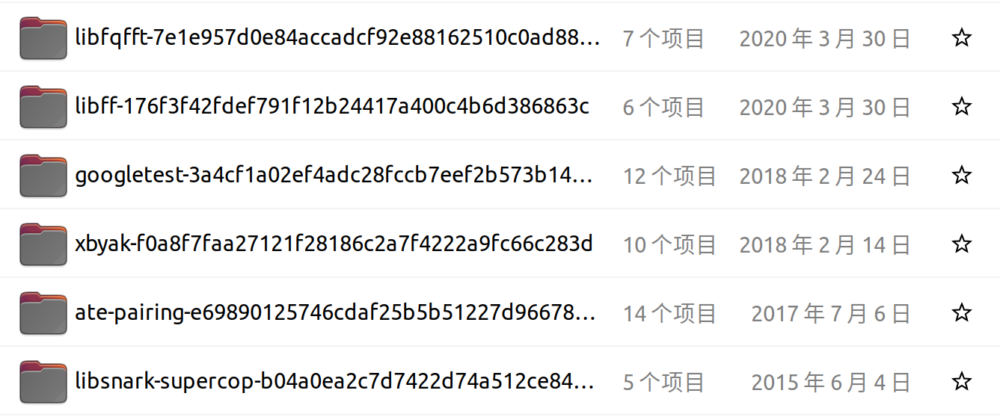 libfqfft-7e1e957d0e84accadcf92e88162510c0ad88… 7 个项目 2020 年 3 月 30 日
libff-176f3f42fdef791f12b24417a400c4b6d386863c 6 个项目 2020 年 3 月 30 日
googletest-3a4cf1a02ef4adc28fccb7eef2b573b14… 12 个项目 2018 年 2 月 24 日
xbyak-f0a8f7faa27121f28186c2a7f4222a9fc66c283d 10 个项目 2018 年 2 月 14 日
ate-pairing-e69890125746cdaf25b5b51227d96678… 14 个项目 2017 年 7 月 6 日
libsnark-supercop-b04a0ea2c7d7422d74a512ce84… 5 个项目 2015 年 6 月 4 日